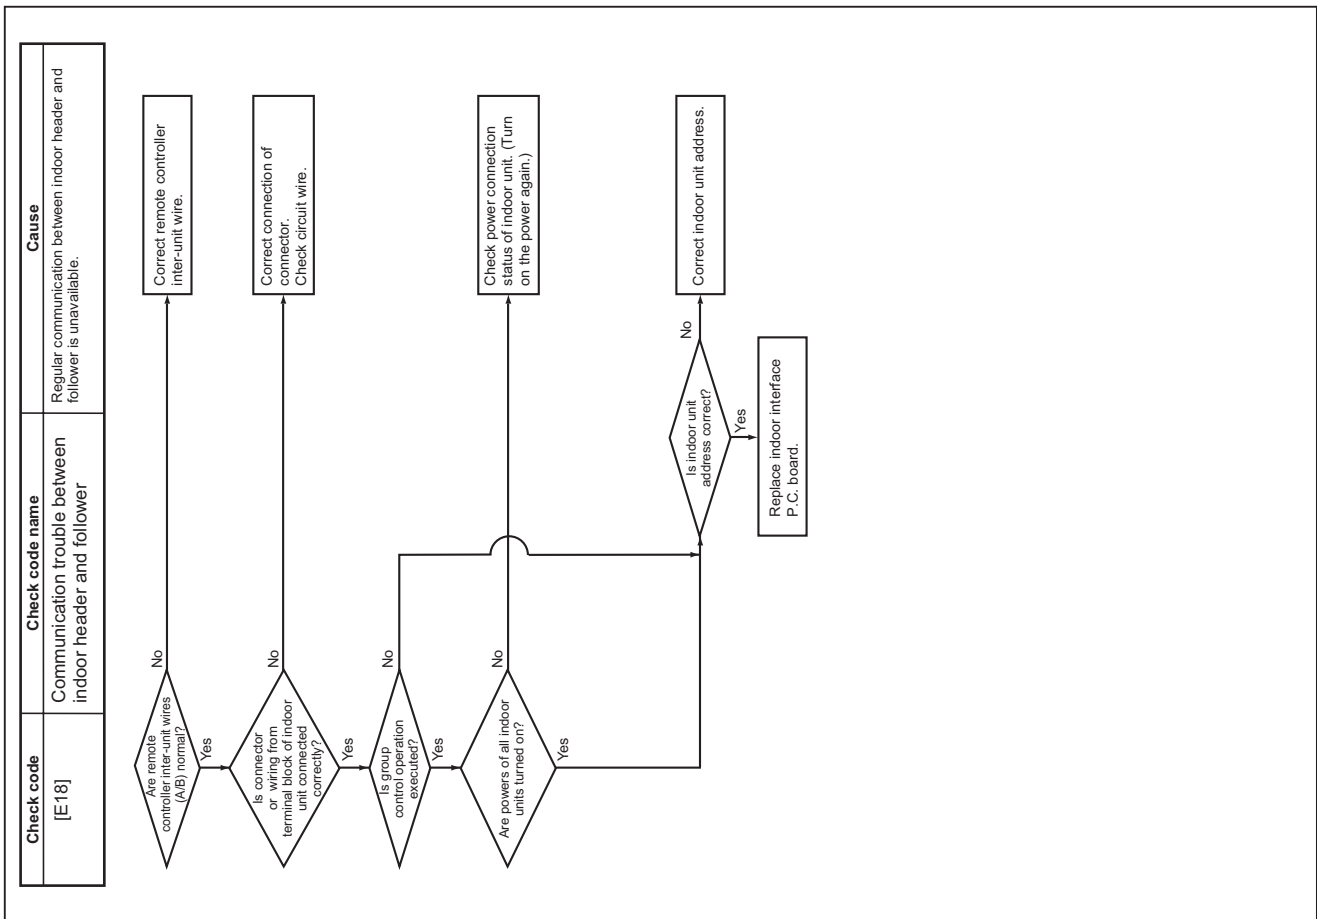 Check code
Check code name
Cause
[E18]
Communication trouble between
indoor header and follower
Regular communication between indoor header and
follower is unavailable.
Are remote
controller inter-unit wires
(A/B) normal?
No
Correct remote controller
inter-unit wire.
Yes
Is connector
or wiring from
terminal block of indoor
unit connected
correctly?
No
Correct connection of
connector.
Check circuit wire.
Yes
Is group
control operation
executed?
No
Yes
Are powers of all indoor
units turned on?
No
Check power connection
status of indoor unit. (Turn
on the power again.)
Yes
Is indoor unit
address correct?
No
Correct indoor unit address.
Yes
Replace indoor interface
P.C. board.